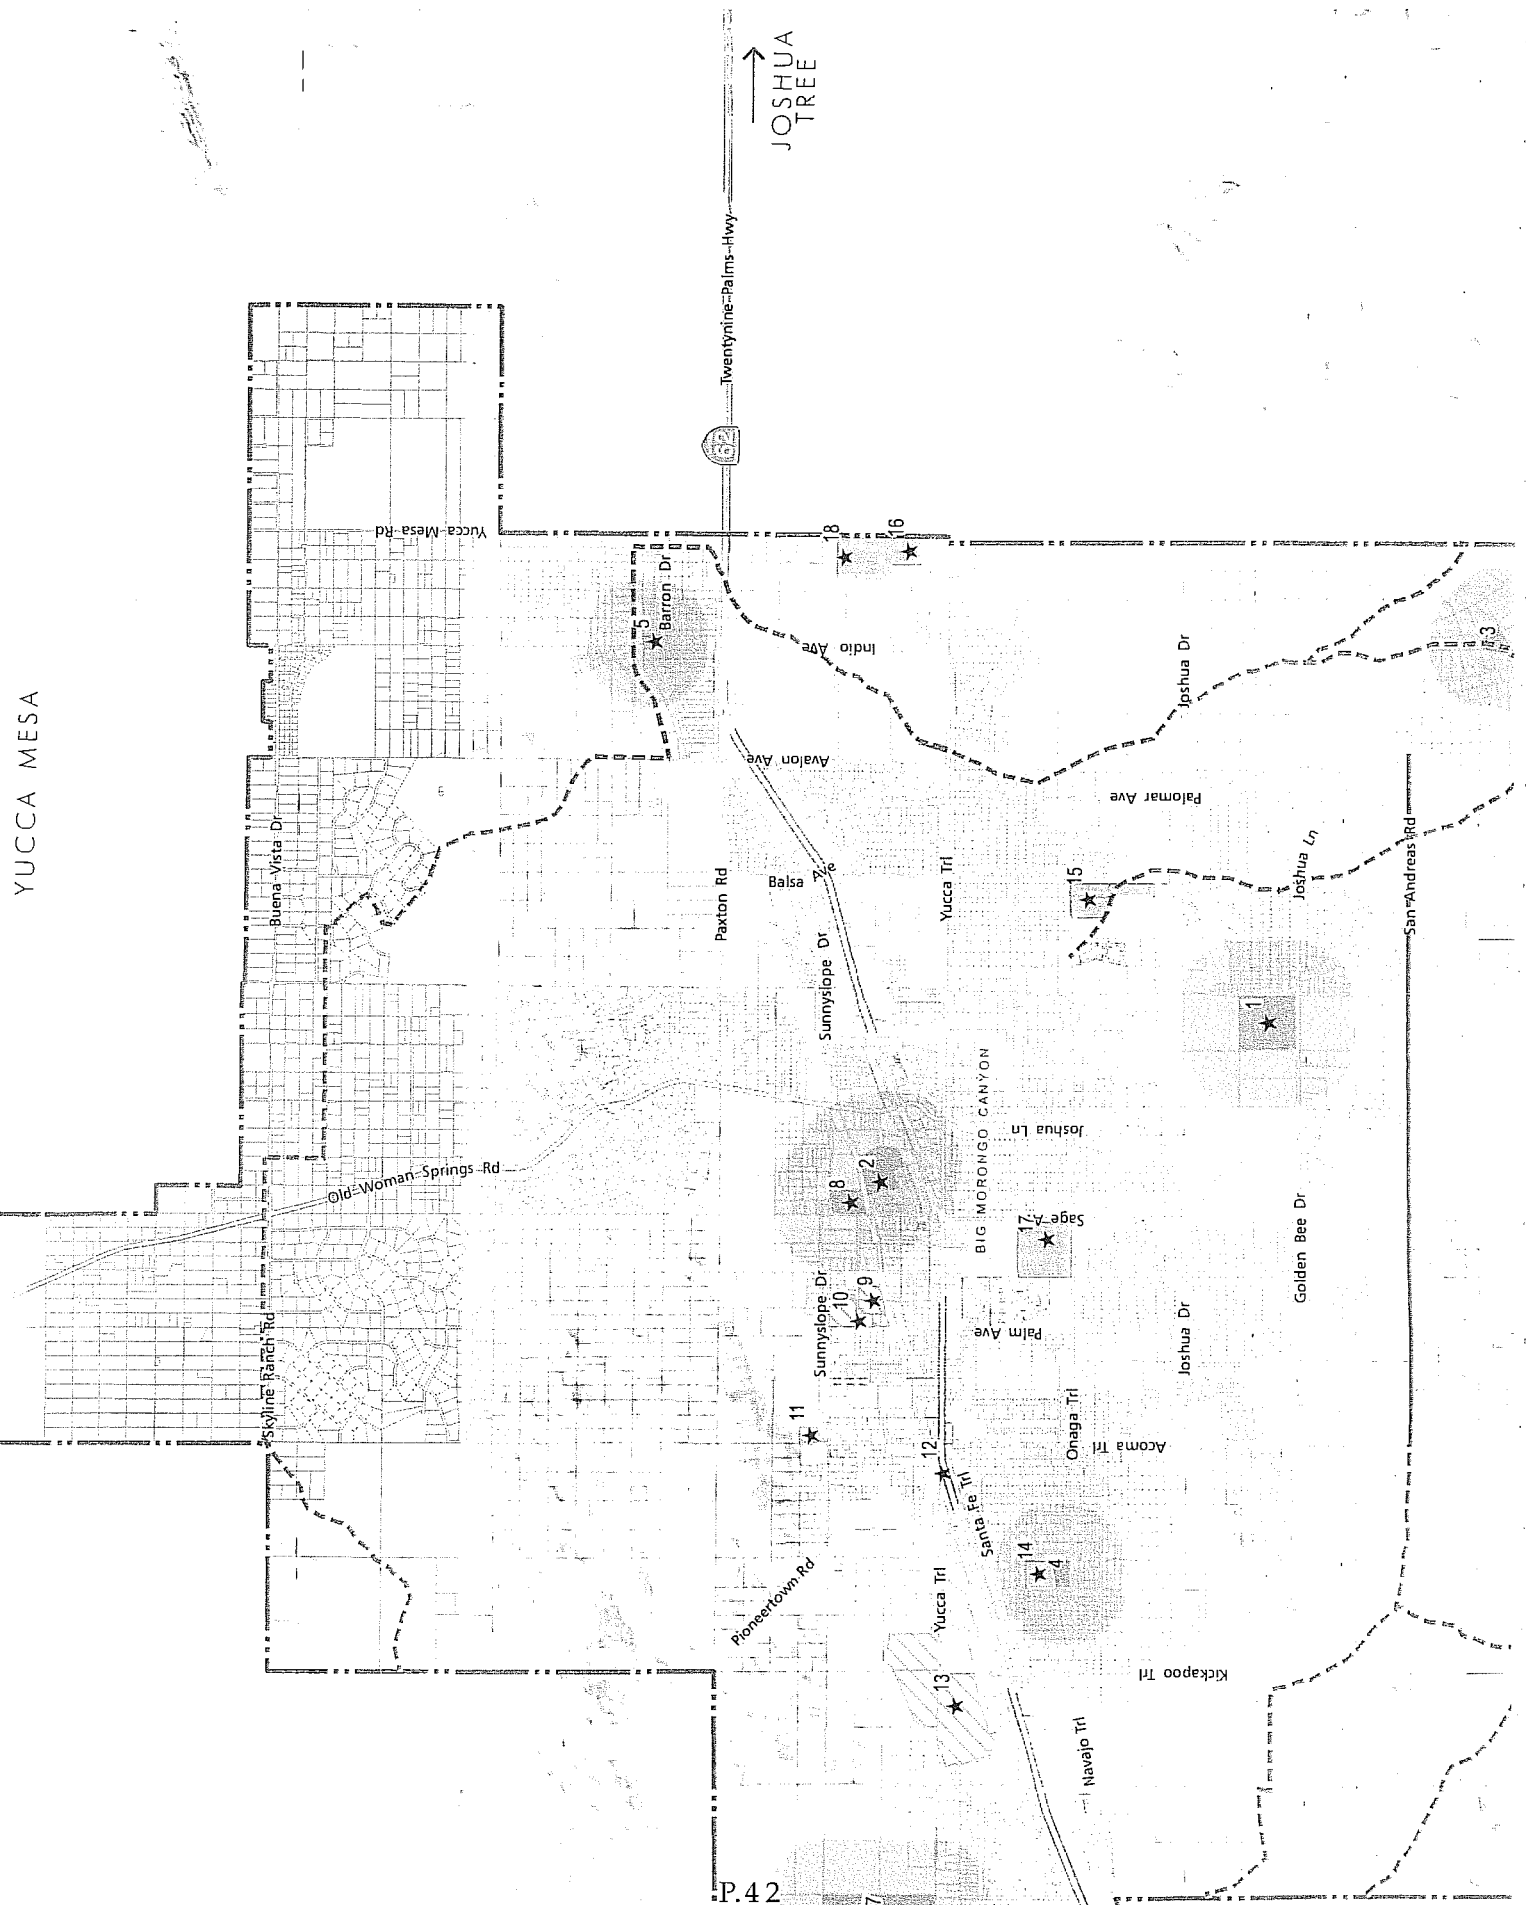 YUCCA MESA
JOSHUA
TREE
Twentynine-Palms-Hwy
62
Yucca-Mesa-Rd
18
16
5
Barron Dr
Indio Ave
3
Joshua Dr
Avalon Ave
Palomar Ave
Buena-Vista-Dr
Paxton Rd
Balsa Ave
Yucca Trl
15
Joshua Ln
San-Andreas-Rd
Sunnyslope Dr
1
BIG MORONGO CANYON
Joshua Ln
Old-Woman-Springs-Rd
8
2
17
Golden Bee Dr
Skyline-Ranch-Rd
Sunnyslope Dr
10
9
Palm Ave
Joshua Dr
11
12
Santa Fe Trl
Onaga Trl
Acoma Trl
Pioneertown-Rd
Yucca Trl
14
4
13
Kickapoo Trl
Navajo Trl
7
P.42